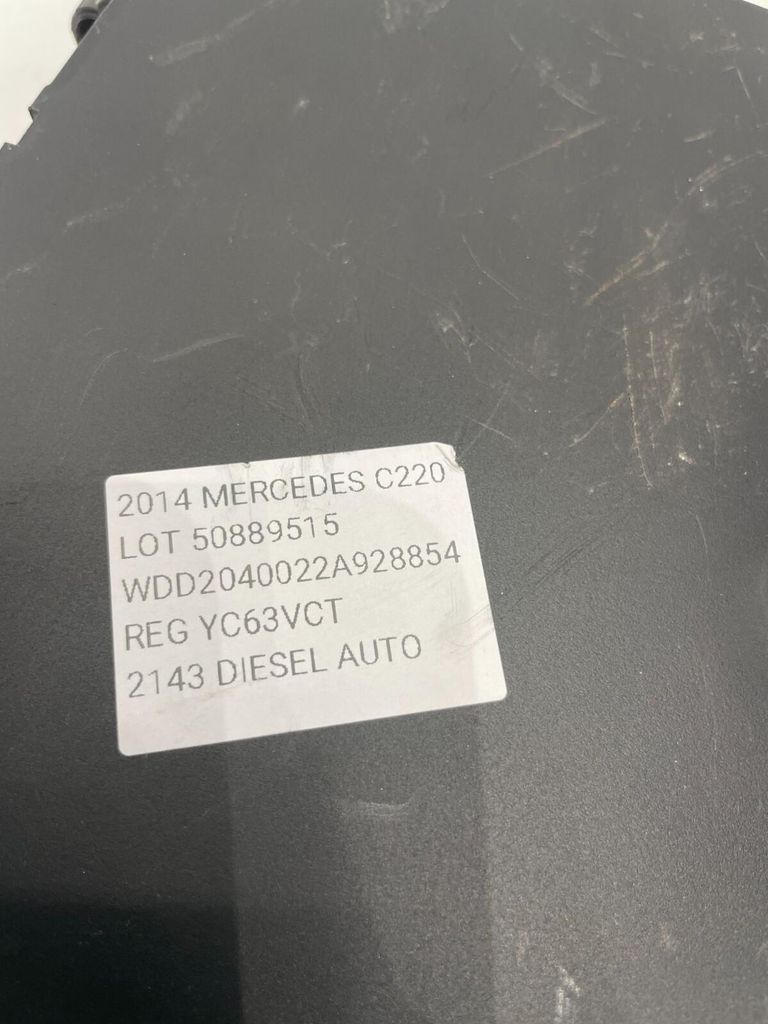 2014 MERCEDES C220
LOT 50889515
WDD2040022A928854
REG YC63VCT
2143 DIESEL AUTO